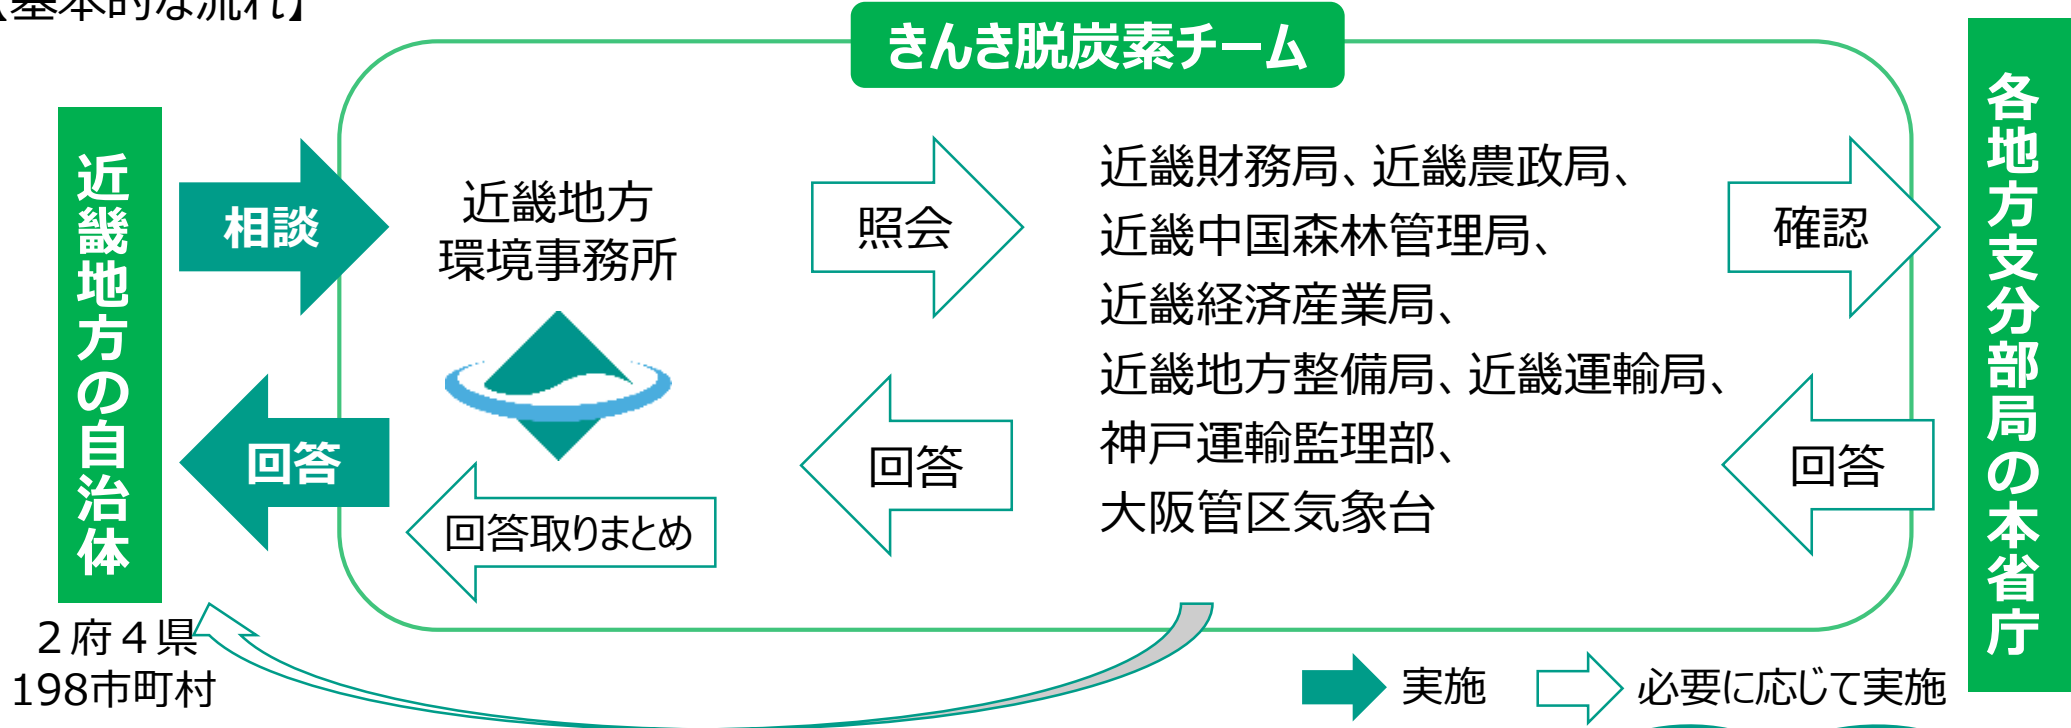 【基本的な流れ】
きんき脱炭素チーム
近畿地方の自治体
２府４県
198市町村
相談
回答
近畿地方
環境事務所
回答取りまとめ
照会
回答
近畿財務局、近畿農政局、
近畿中国森林管理局、
近畿経済産業局、
近畿地方整備局、近畿運輸局、
神戸運輸監理部、
大阪管区気象台
確認
回答
各地方支分部局の本省庁
実施
必要に応じて実施